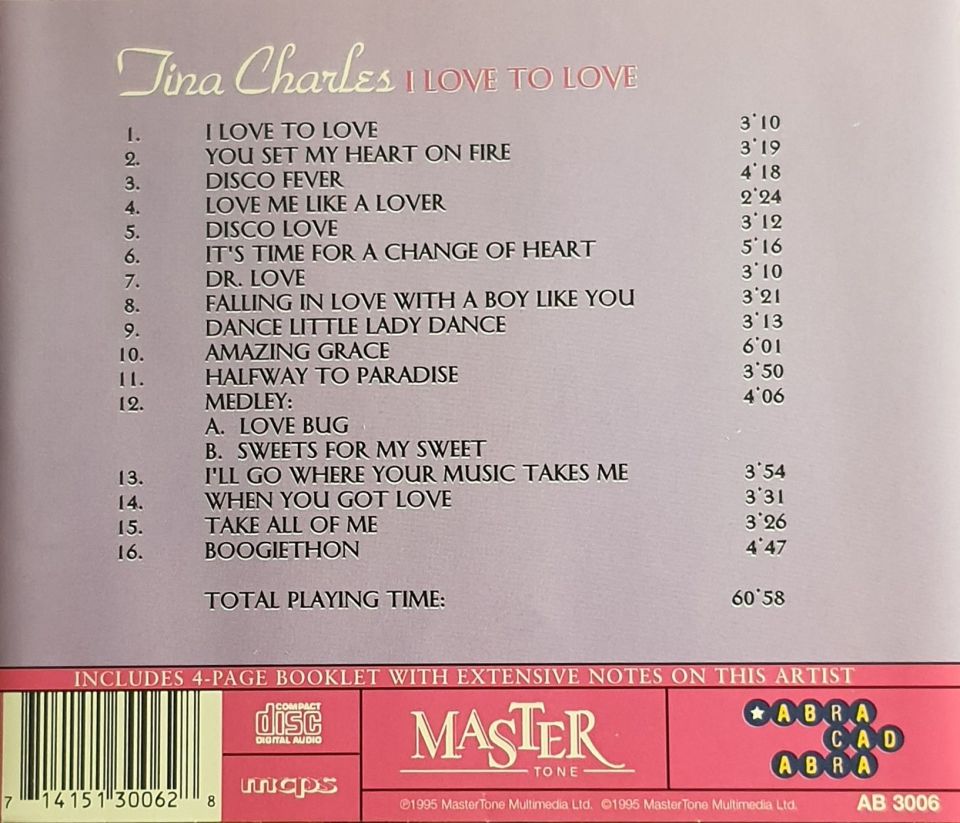 Tina Charles I LOVE TO LOVE
1. I LOVE TO LOVE 3'10
2. YOU SET MY HEART ON FIRE 3'19
3. DISCO FEVER 4'18
4. LOVE ME LIKE A LOVER 2'24
5. DISCO LOVE 3'12
6. IT'S TIME FOR A CHANGE OF HEART 5'16
7. DR. LOVE 3'10
8. FALLING IN LOVE WITH A BOY LIKE YOU 3'21
9. DANCE LITTLE LADY DANCE 3'13
10. AMAZING GRACE 6'01
11. HALFWAY TO PARADISE 3'50
12. MEDLEY: 4'06
A. LOVE BUG
B. SWEETS FOR MY SWEET
13. I'LL GO WHERE YOUR MUSIC TAKES ME 3'54
14. WHEN YOU GOT LOVE 3'31
15. TAKE ALL OF ME 3'26
16. BOOGIETHON 4'47
TOTAL PLAYING TIME: 60'58
INCLUDES 4-PAGE BOOKLET WITH EXTENSIVE NOTES ON THIS ARTIST
7 14151 30062 8
COMPACT
disc
DIGITAL AUDIO
mcps
MASTER
TONE
ABRA
CAD
ABRA
℗1995 MasterTone Multimedia Ltd. ©1995 MasterTone Multimedia Ltd.
AB 3006